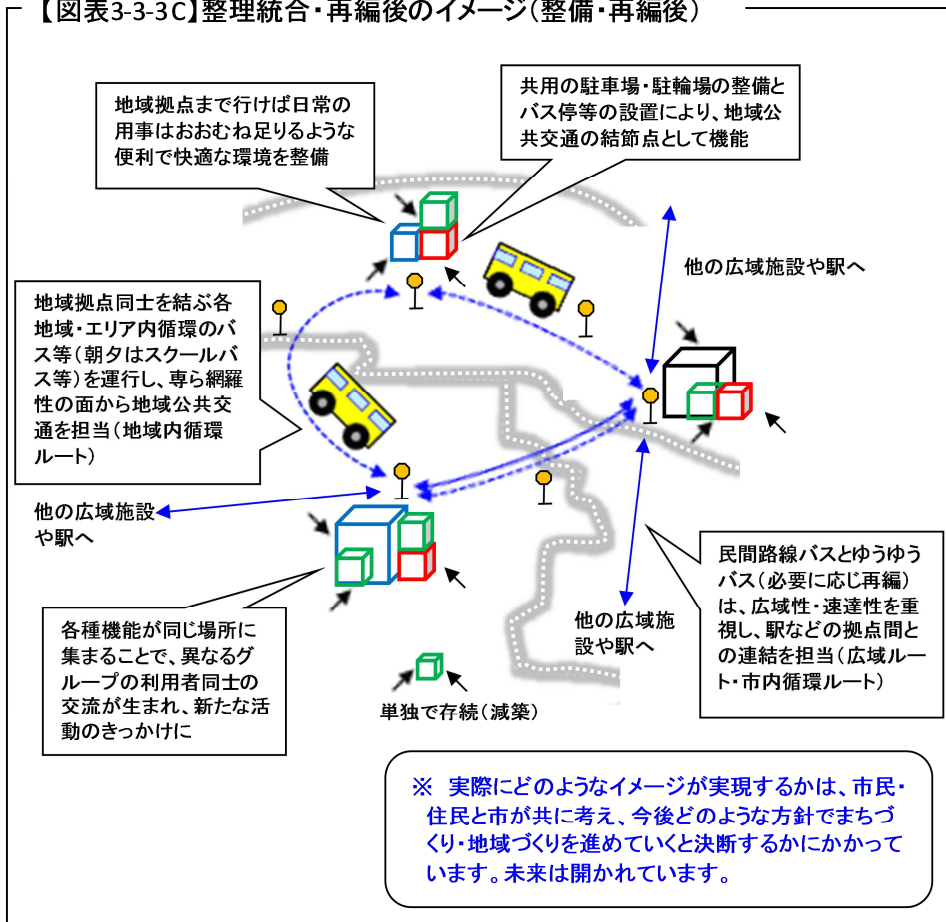 【図表3-3-3C】整理統合・再編後のイメージ(整備・再編後)
地域拠点まで行けば日常の
用事はおおむね足りるような
便利で快適な環境を整備
共用の駐車場・駐輪場の整備と
バス停等の設置により、地域公
共交通の結節点として機能
他の広域施設や駅へ
地域拠点同士を結ぶ各
地域・エリア内循環のバ
ス等(朝夕はスクールバ
ス等)を運行し、専ら網羅
性の面から地域公共交
通を担当(地域内循環
ルート)
他の広域施設
や駅へ
民間路線バスとゆうゆう
バス(必要に応じ再編)
は、広域性・速達性を重
視し、駅などの拠点間と
の連結を担当(広域ルー
ト・市内循環ルート)
他の広域施
設や駅へ
各種機能が同じ場所に
集まることで、異なるグ
ループの利用者同士の
交流が生まれ、新たな活
動のきっかけに
単独で存続(減築)
※ 実際にどのようなイメージが実現するかは、市民・
住民と市が共に考え、今後どのような方針でまちづ
くり・地域づくりを進めていくと決断するかにかかって
います。未来は開かれています。